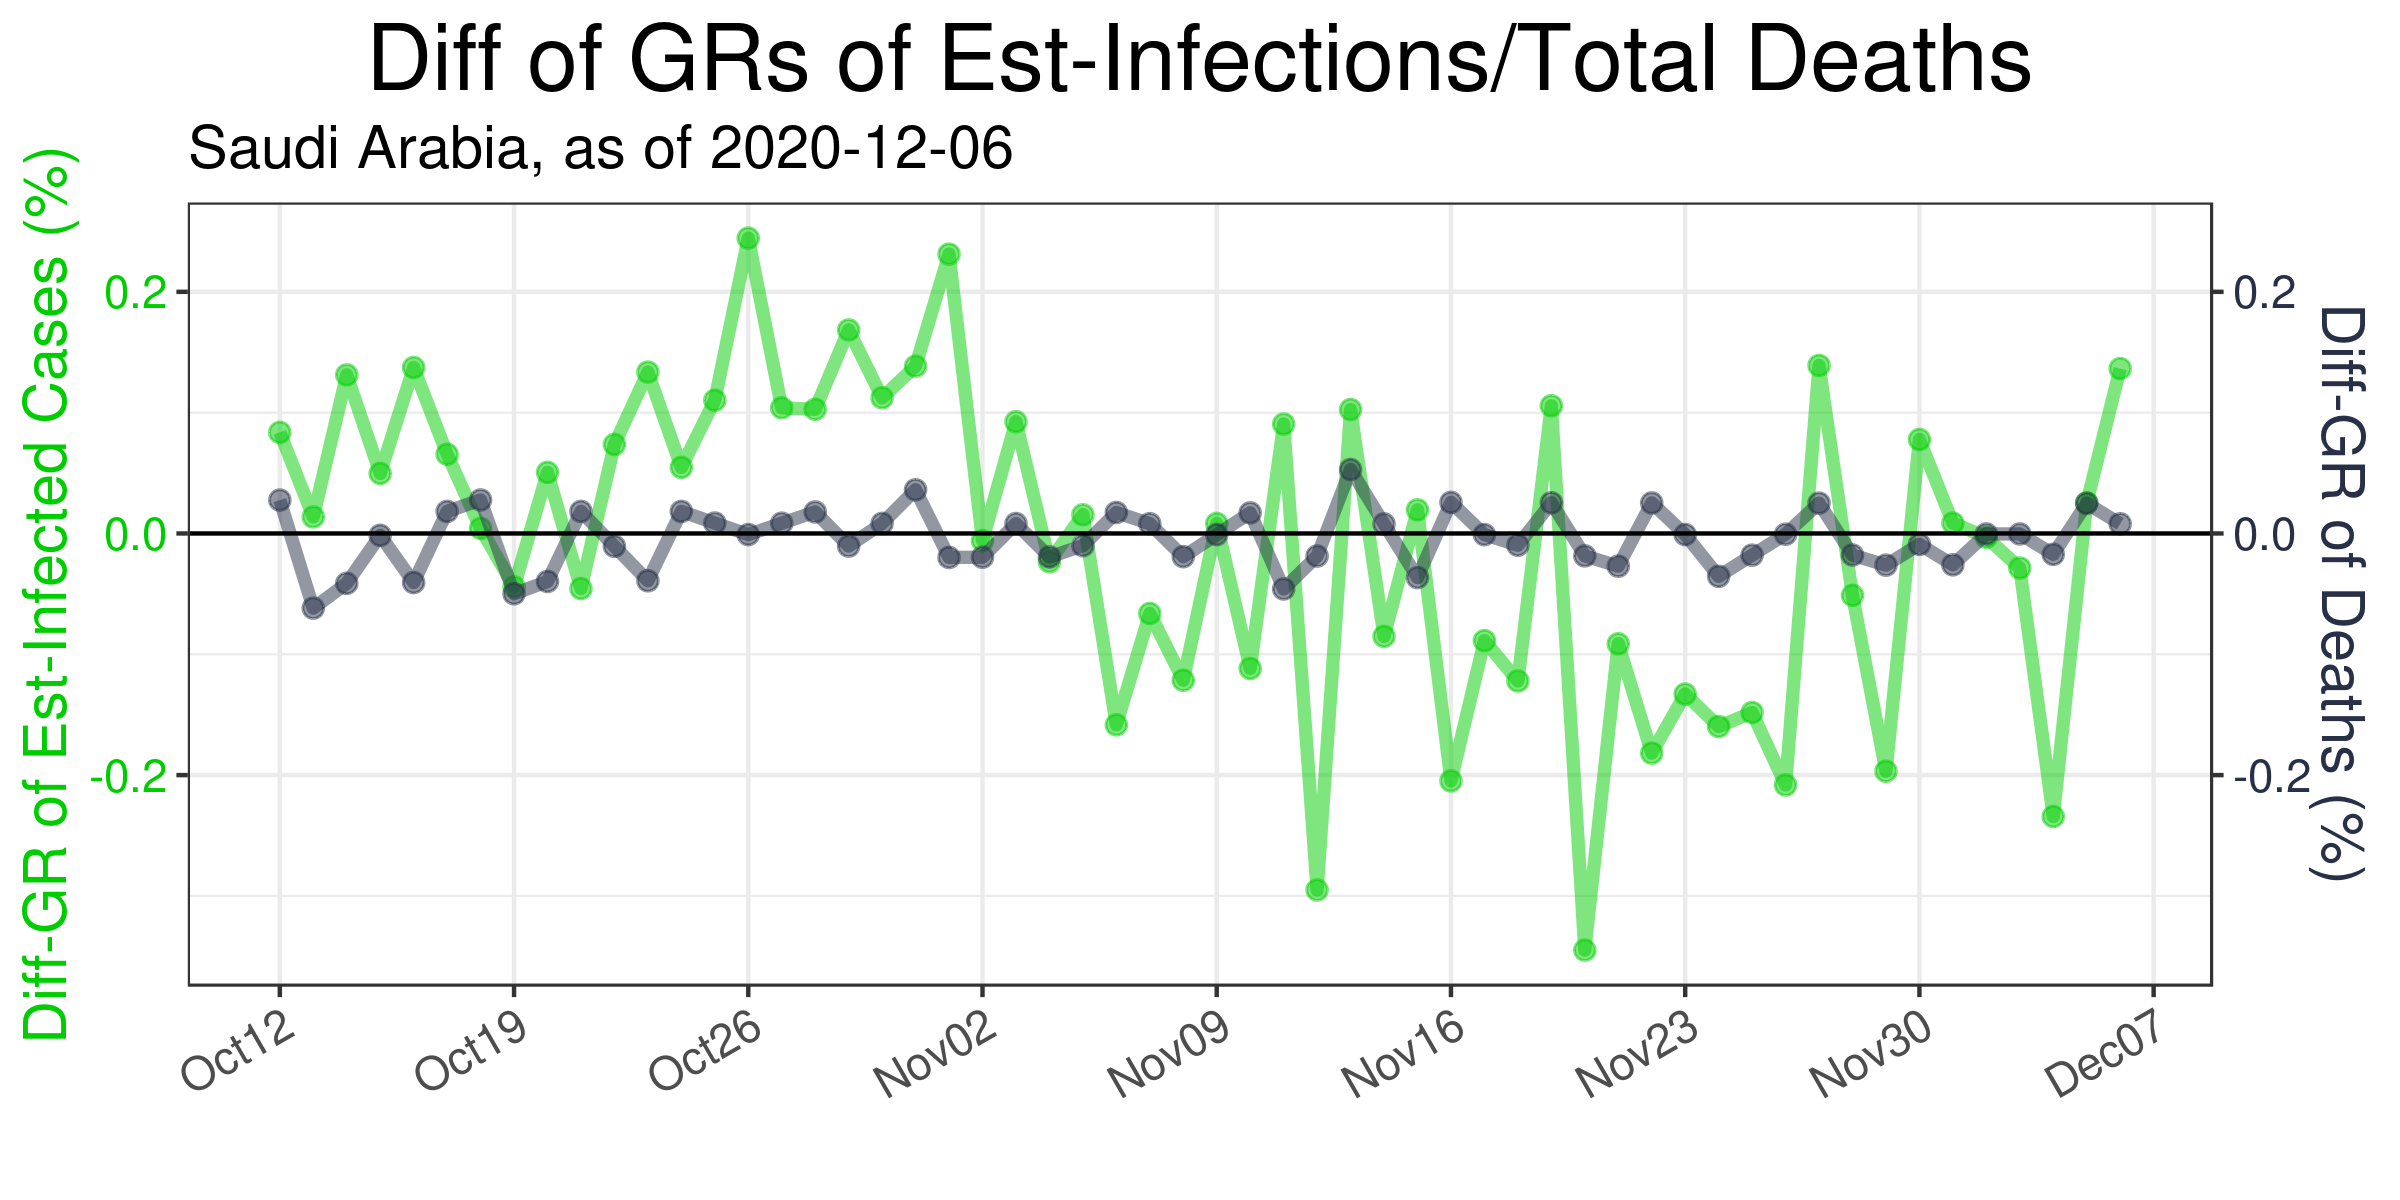 Diff of GRs of Est-Infections/Total Deaths
Saudi Arabia, as of 2020-12-06
Diff-GR of Est-Infected Cases (%)
0.2
0.0
-0.2
0.2
0.0
-0.2
Diff-GR of Deaths (%)
Oct12
Oct19
Oct26
Nov02
Nov09
Nov16
Nov23
Nov30
Dec07